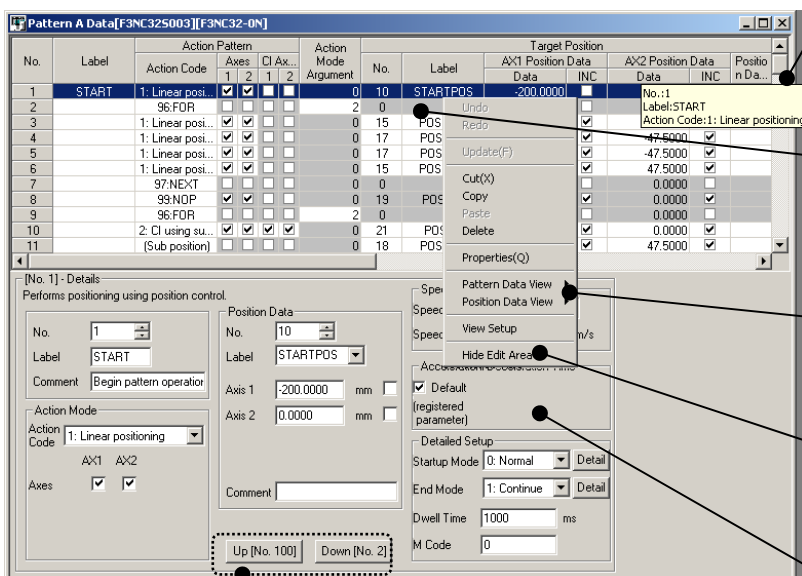 Pattern A Data[F3NC32S003][F3NC32-0N]
No. Label Action Pattern Action Mode Argument Target Position
Action Code Axes CI Ax... No. Label AX1 Position Data AX2 Position Data Positio n Da...
1 2 1 2 Data INC Data INC
1 START 1: Linear posi... 0 10 STARTPOS -200.0000
2 96:FOR 2 0
3 1: Linear posi... 0 15 POS
4 1: Linear posi... 0 17 POS -47.5000
5 1: Linear posi... 0 17 POS -47.5000
6 1: Linear posi... 0 15 POS 0.0000
7 97:NEXT 0 0 0.0000
8 99:NOP 0 19 POS 0.0000
9 96:FOR 2 0 0.0000
10 2: CI using su... 0 21 POS 47.5000
11 (Sub position) 0 18 POS 47.5000
No.:1
Label:START
Action Code:1: Linear positioning
Undo
Redo
Update(F)
Cut(X)
Copy
Paste
Delete
Properties(Q)
Pattern Data View
Position Data View
View Setup
Hide Edit Area
[No. 1] - Details
Performs positioning using position control.
No. 1
Label START
Comment Begin pattern operation
Action Mode
Action Code 1: Linear positioning
AX1 AX2
Axes
Position Data
No. 10
Label STARTPOS
Axis 1 -200.0000 mm
Axis 2 0.0000 mm
Comment
Up [No. 100] Down [No. 2]
Default
(registered parameter)
Detailed Setup
Startup Mode 0: Normal Detail
End Mode 1: Continue Detail
Dwell Time 1000 ms
M Code 0